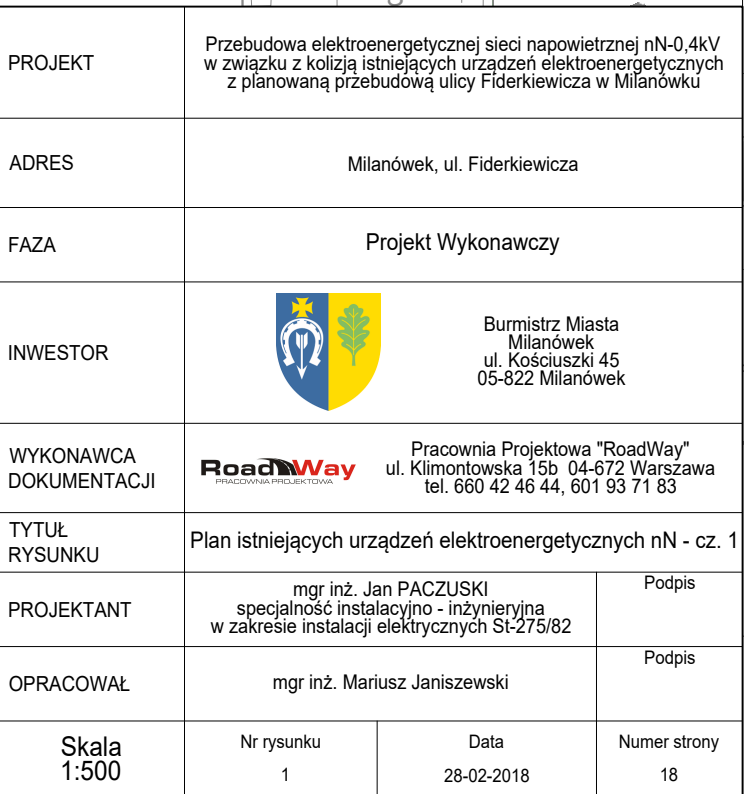 PROJEKT
Przebudowa elektroenergetycznej sieci napowietrznej nN-0,4kV
w związku z kolizją istniejących urządzeń elektroenergetycznych
z planowaną przebudową ulicy Fiderkiewicza w Milanówku
ADRES
Milanówek, ul. Fiderkiewicza
FAZA
Projekt Wykonawczy
INWESTOR
Burmistrz Miasta
Milanówek
ul. Kościuszki 45
05-822 Milanówek
WYKONAWCA
DOKUMENTACJI
RoadWay
PRACOWNIA PROJEKTOWA
Pracownia Projektowa "RoadWay"
ul. Klimontowska 15b 04-672 Warszawa
tel. 660 42 46 44, 601 93 71 83
TYTUŁ
RYSUNKU
Plan istniejących urządzeń elektroenergetycznych nN - cz. 1
PROJEKTANT
mgr inż. Jan PACZUSKI
specjalność instalacyjno - inżynieryjna
w zakresie instalacji elektrycznych St-275/82
Podpis
OPRACOWAŁ
mgr inż. Mariusz Janiszewski
Podpis
Skala
1:500
Nr rysunku
1
Data
28-02-2018
Numer strony
18